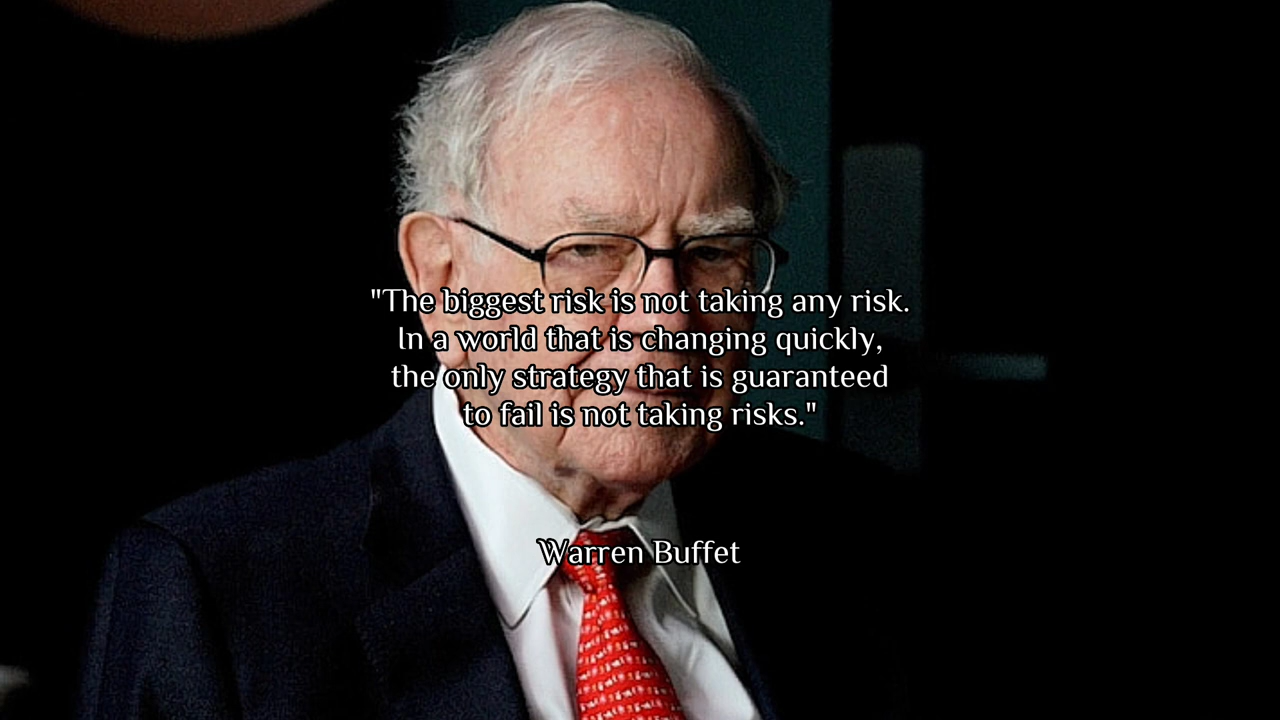 "The biggest risk is not taking any risk.
In a world that is changing quickly,
the only strategy that is guaranteed
to fail is not taking risks."
Warren Buffet